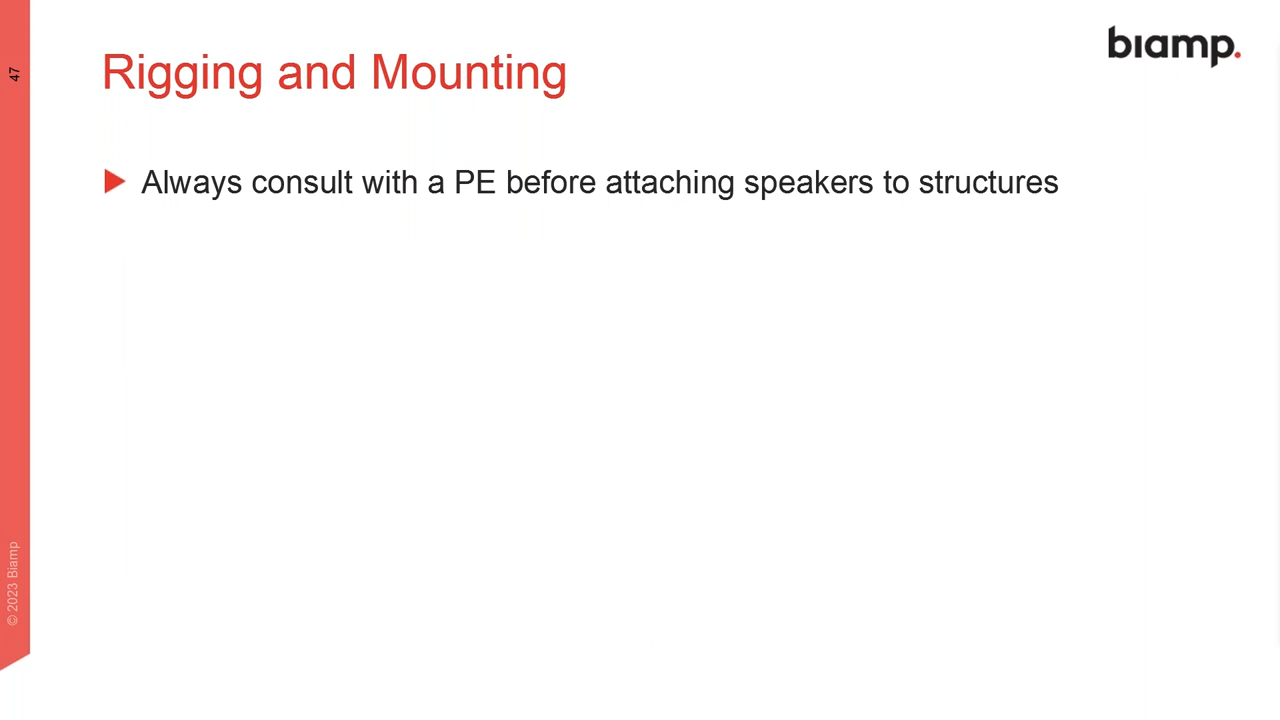 47
Rigging and Mounting
biamp.
Always consult with a PE before attaching speakers to structures
© 2023 Biamp